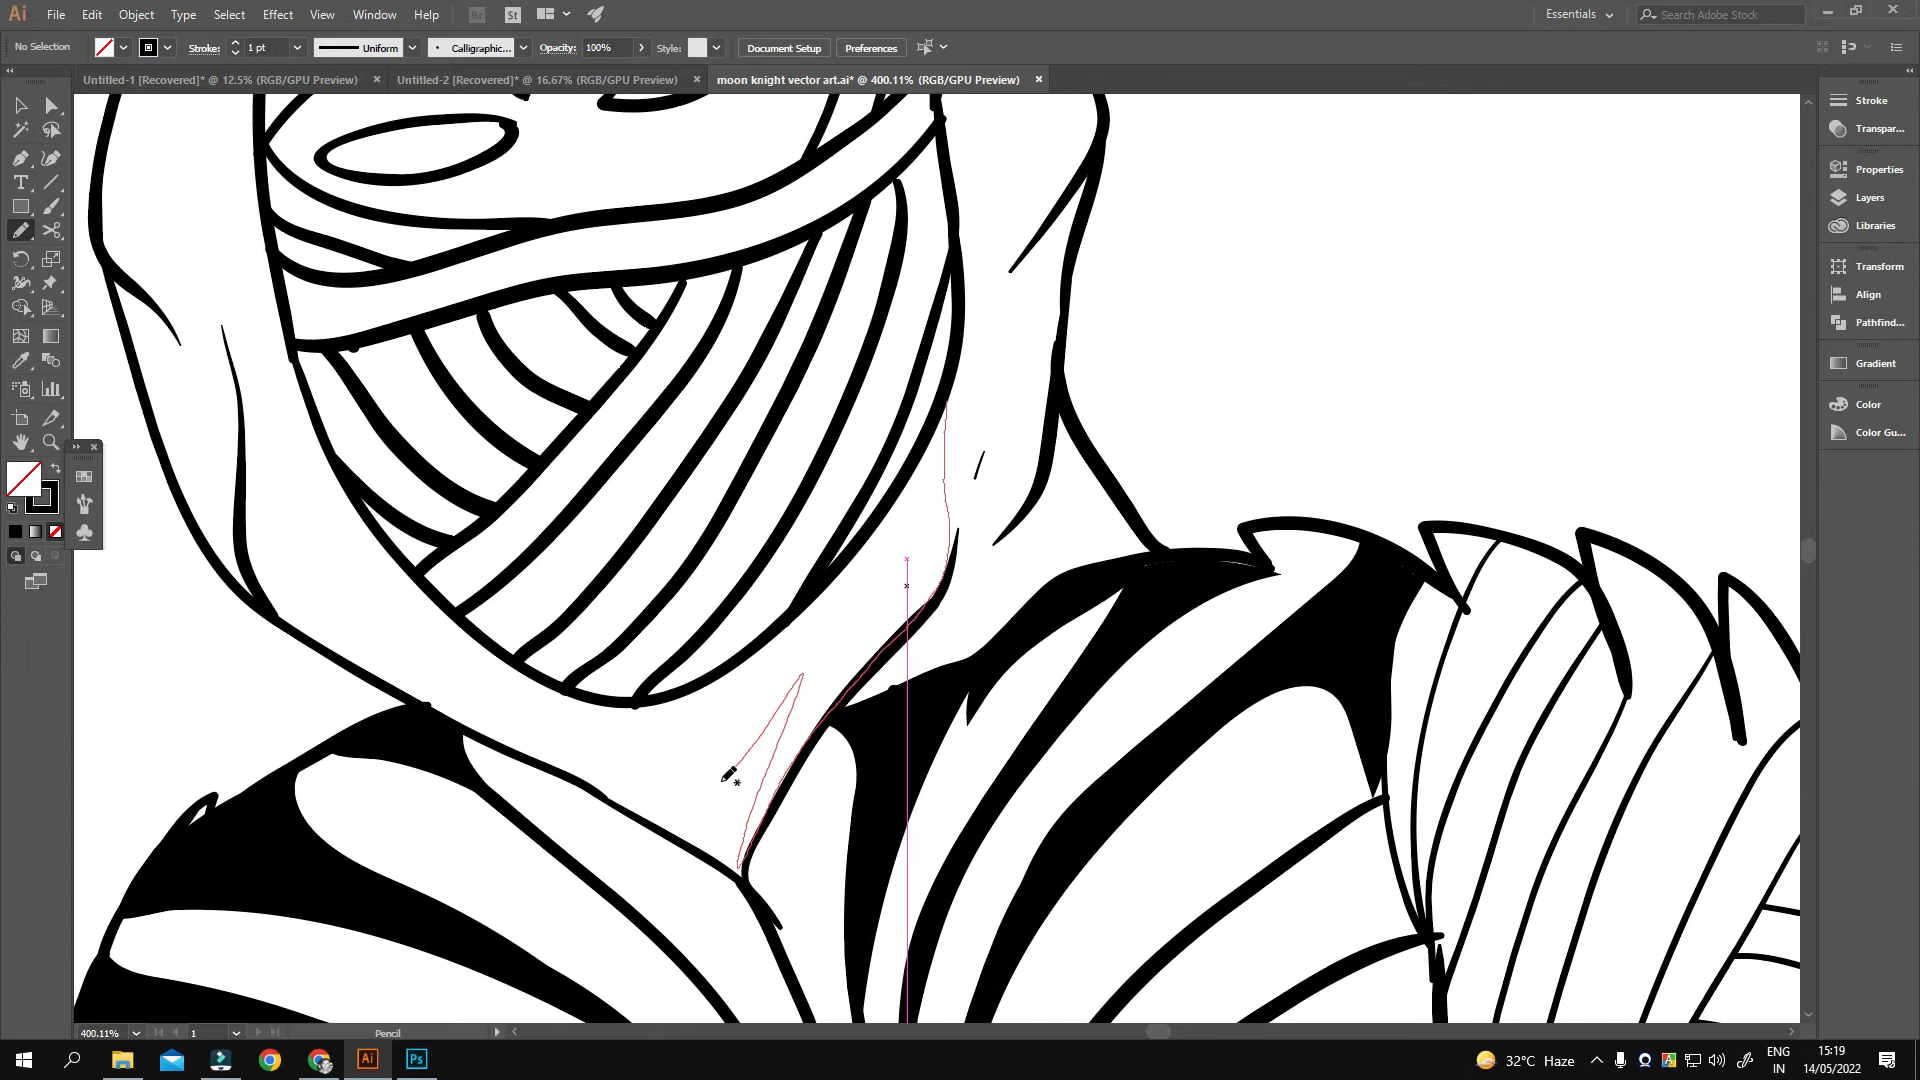 Ai File Edit Object Type Select Effect View Window Help Br St Essentials Search Adobe Stock
No Selection Stroke: 1 pt Uniform Calligraphic... Opacity: 100% Style: Document Setup Preferences
Untitled-1 [Recovered]* @ 12.5% (RGB/GPU Preview) Untitled-2 [Recovered]* @ 16.67% (RGB/GPU Preview) moon knight vector art.ai* @ 400.11% (RGB/GPU Preview)
Stroke
Transpar...
Properties
Layers
Libraries
Transform
Align
Pathfind...
Gradient
Color
Color Gu...
400.11% 1 Pencil
Ai Ps 32°C Haze A ENG IN 15:19 14/05/2022